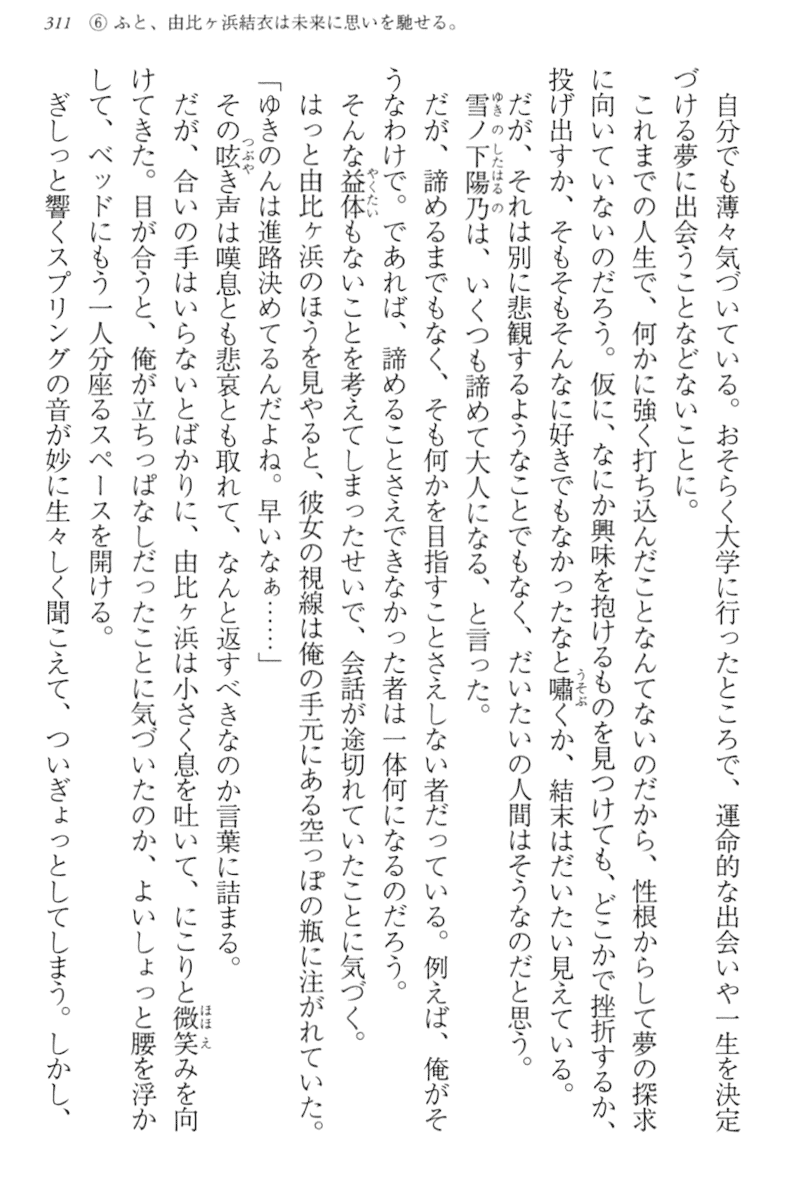 311 ⑥ ふと、由比ヶ浜結衣は未来に思いを馳せる。
　自分でも薄々気づいている。おそらく大学に行ったところで、運命的な出会いや一生を決定
づける夢に出会うことなどないことに。
　これまでの人生で、何かに強く打ち込んだことなんてないのだから、性根からして夢の探求
に向いていないのだろう。仮に、なにか興味を抱けるものを見つけても、どこかで挫折するか、
投げ出すか、そもそもそんなに好きでもなかったなと嘯くか、結末はだいたい見えている。
　だが、それは別に悲観するようなことでもなく、だいたいの人間はそうなのだと思う。
　雪ノ下陽乃は、いくつも諦めて大人になる、と言った。
　だが、諦めるまでもなく、そも何かを目指すことさえしない者だっている。例えば、俺がそ
うなわけで。であれば、諦めることさえできなかった者は一体何になるのだろう。
　そんな益体もないことを考えてしまったせいで、会話が途切れていたことに気づく。
　はっと由比ヶ浜のほうを見やると、彼女の視線は俺の手元にある空っぽの瓶に注がれていた。
「ゆきのんは進路決めてるんだよね。早いなぁ……」
　その呟き声は嘆息とも悲哀とも取れて、なんと返すべきなのか言葉に詰まる。
　だが、合いの手はいらないとばかりに、由比ヶ浜は小さく息を吐いて、にこりと微笑みを向
けてきた。目が合うと、俺が立ちっぱなしだったことに気づいたのか、よいしょっと腰を浮か
して、ベッドにもう一人分座るスペースを開ける。
　ぎしっと響くスプリングの音が妙に生々しく聞こえて、ついぎょっとしてしまう。しかし、